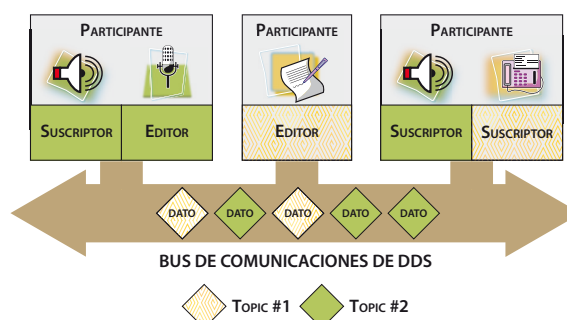 PARTICIPANTE
PARTICIPANTE
PARTICIPANTE
SUSCRIPTOR
EDITOR
EDITOR
SUSCRIPTOR
SUSCRIPTOR
DATO
DATO
DATO
DATO
DATO
BUS DE COMUNICACIONES DE DDS
TOPIC #1
TOPIC #2